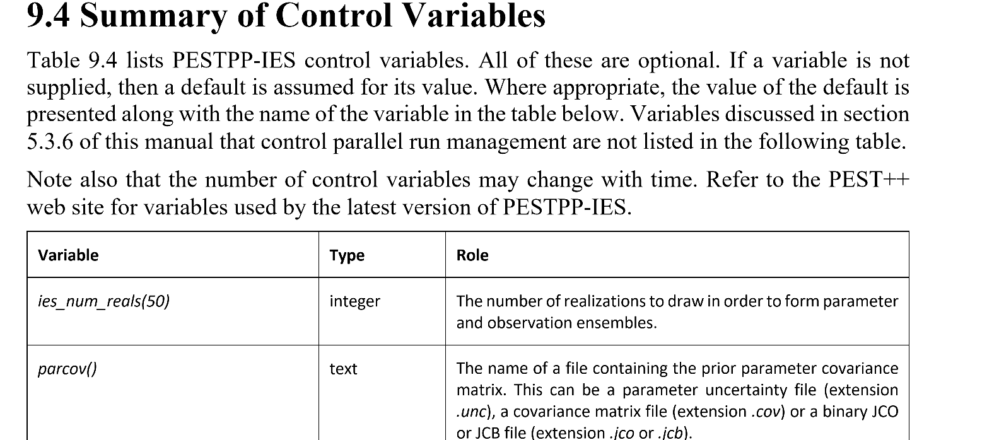 9.4 Summary of Control Variables
Table 9.4 lists PESTPP-IES control variables. All of these are optional. If a variable is not
supplied, then a default is assumed for its value. Where appropriate, the value of the default is
presented along with the name of the variable in the table below. Variables discussed in section
5.3.6 of this manual that control parallel run management are not listed in the following table.
Note also that the number of control variables may change with time. Refer to the PEST++
web site for variables used by the latest version of PESTPP-IES.
Variable Type Role
ies_num_reals(50) integer The number of realizations to draw in order to form parameter
and observation ensembles.
parcov() text The name of a file containing the prior parameter covariance
matrix. This can be a parameter uncertainty file (extension
.unc), a covariance matrix file (extension .cov) or a binary JCO
or JCB file (extension .jco or .jcb).